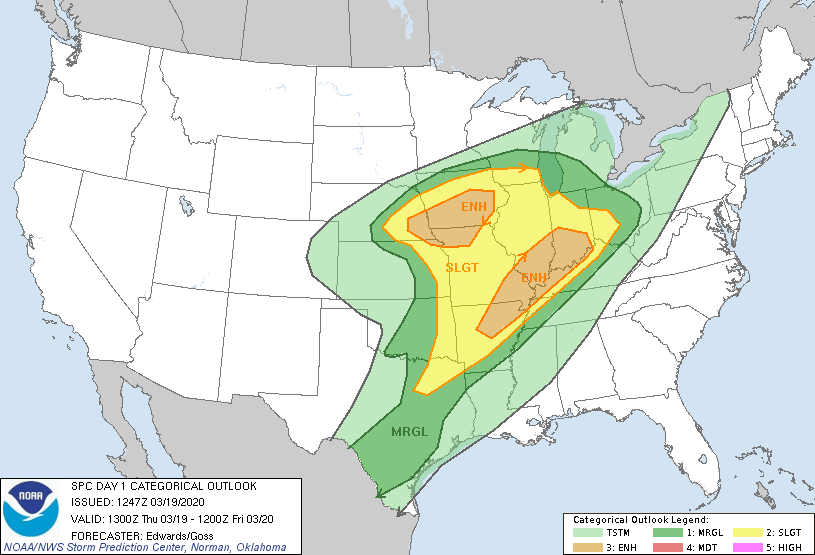 ENH
SLGT
ENH
MRGL
NOAA
SPC DAY 1 CATEGORICAL OUTLOOK
ISSUED: 1247Z 03/19/2020
VALID: 1300Z Thu 03/19 - 1200Z Fri 03/20
FORECASTER: Edwards/Goss
NOAA/NWS Storm Prediction Center, Norman, Oklahoma
Categorical Outlook Legend:
TSTM 1: MRGL 2: SLGT
3: ENH 4: MDT 5: HIGH